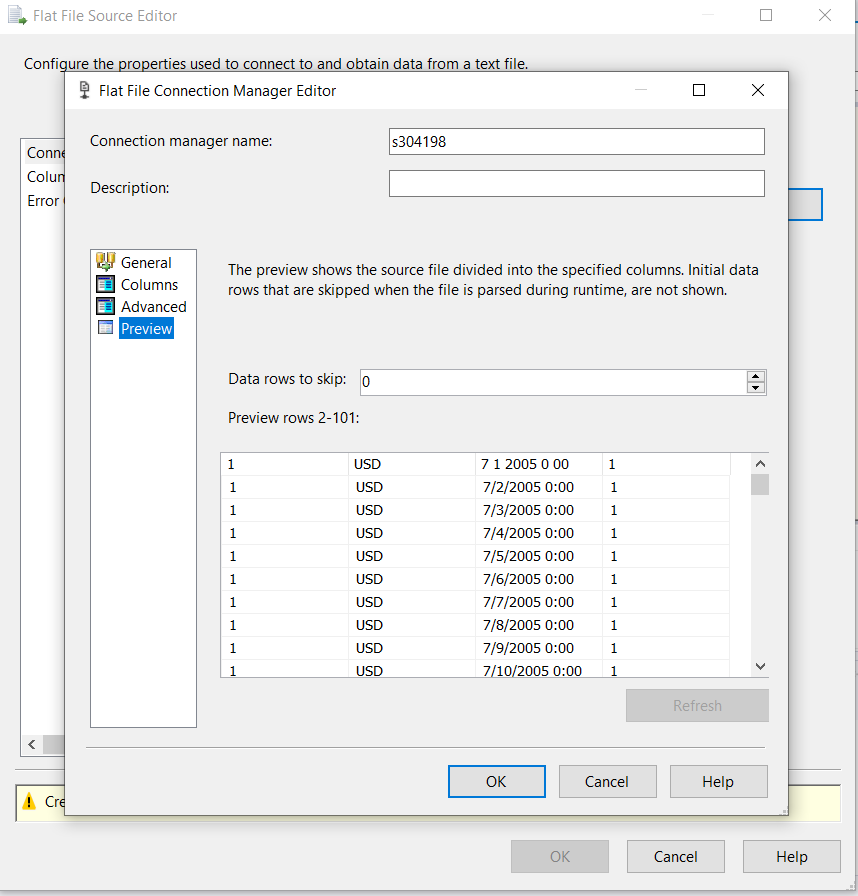 Flat File Source Editor
Configure the properties used to connect to and obtain data from a text file.
Flat File Connection Manager Editor
Connection manager name: s304198
Description:
General
Columns
Advanced
Preview
The preview shows the source file divided into the specified columns. Initial data
rows that are skipped when the file is parsed during runtime, are not shown.
Data rows to skip: 0
Preview rows 2-101:
1 USD 7 1 2005 0 00 1
1 USD 7/2/2005 0:00 1
1 USD 7/3/2005 0:00 1
1 USD 7/4/2005 0:00 1
1 USD 7/5/2005 0:00 1
1 USD 7/6/2005 0:00 1
1 USD 7/7/2005 0:00 1
1 USD 7/8/2005 0:00 1
1 USD 7/9/2005 0:00 1
1 USD 7/10/2005 0:00 1
Refresh
OK Cancel Help
Error
OK Cancel Help